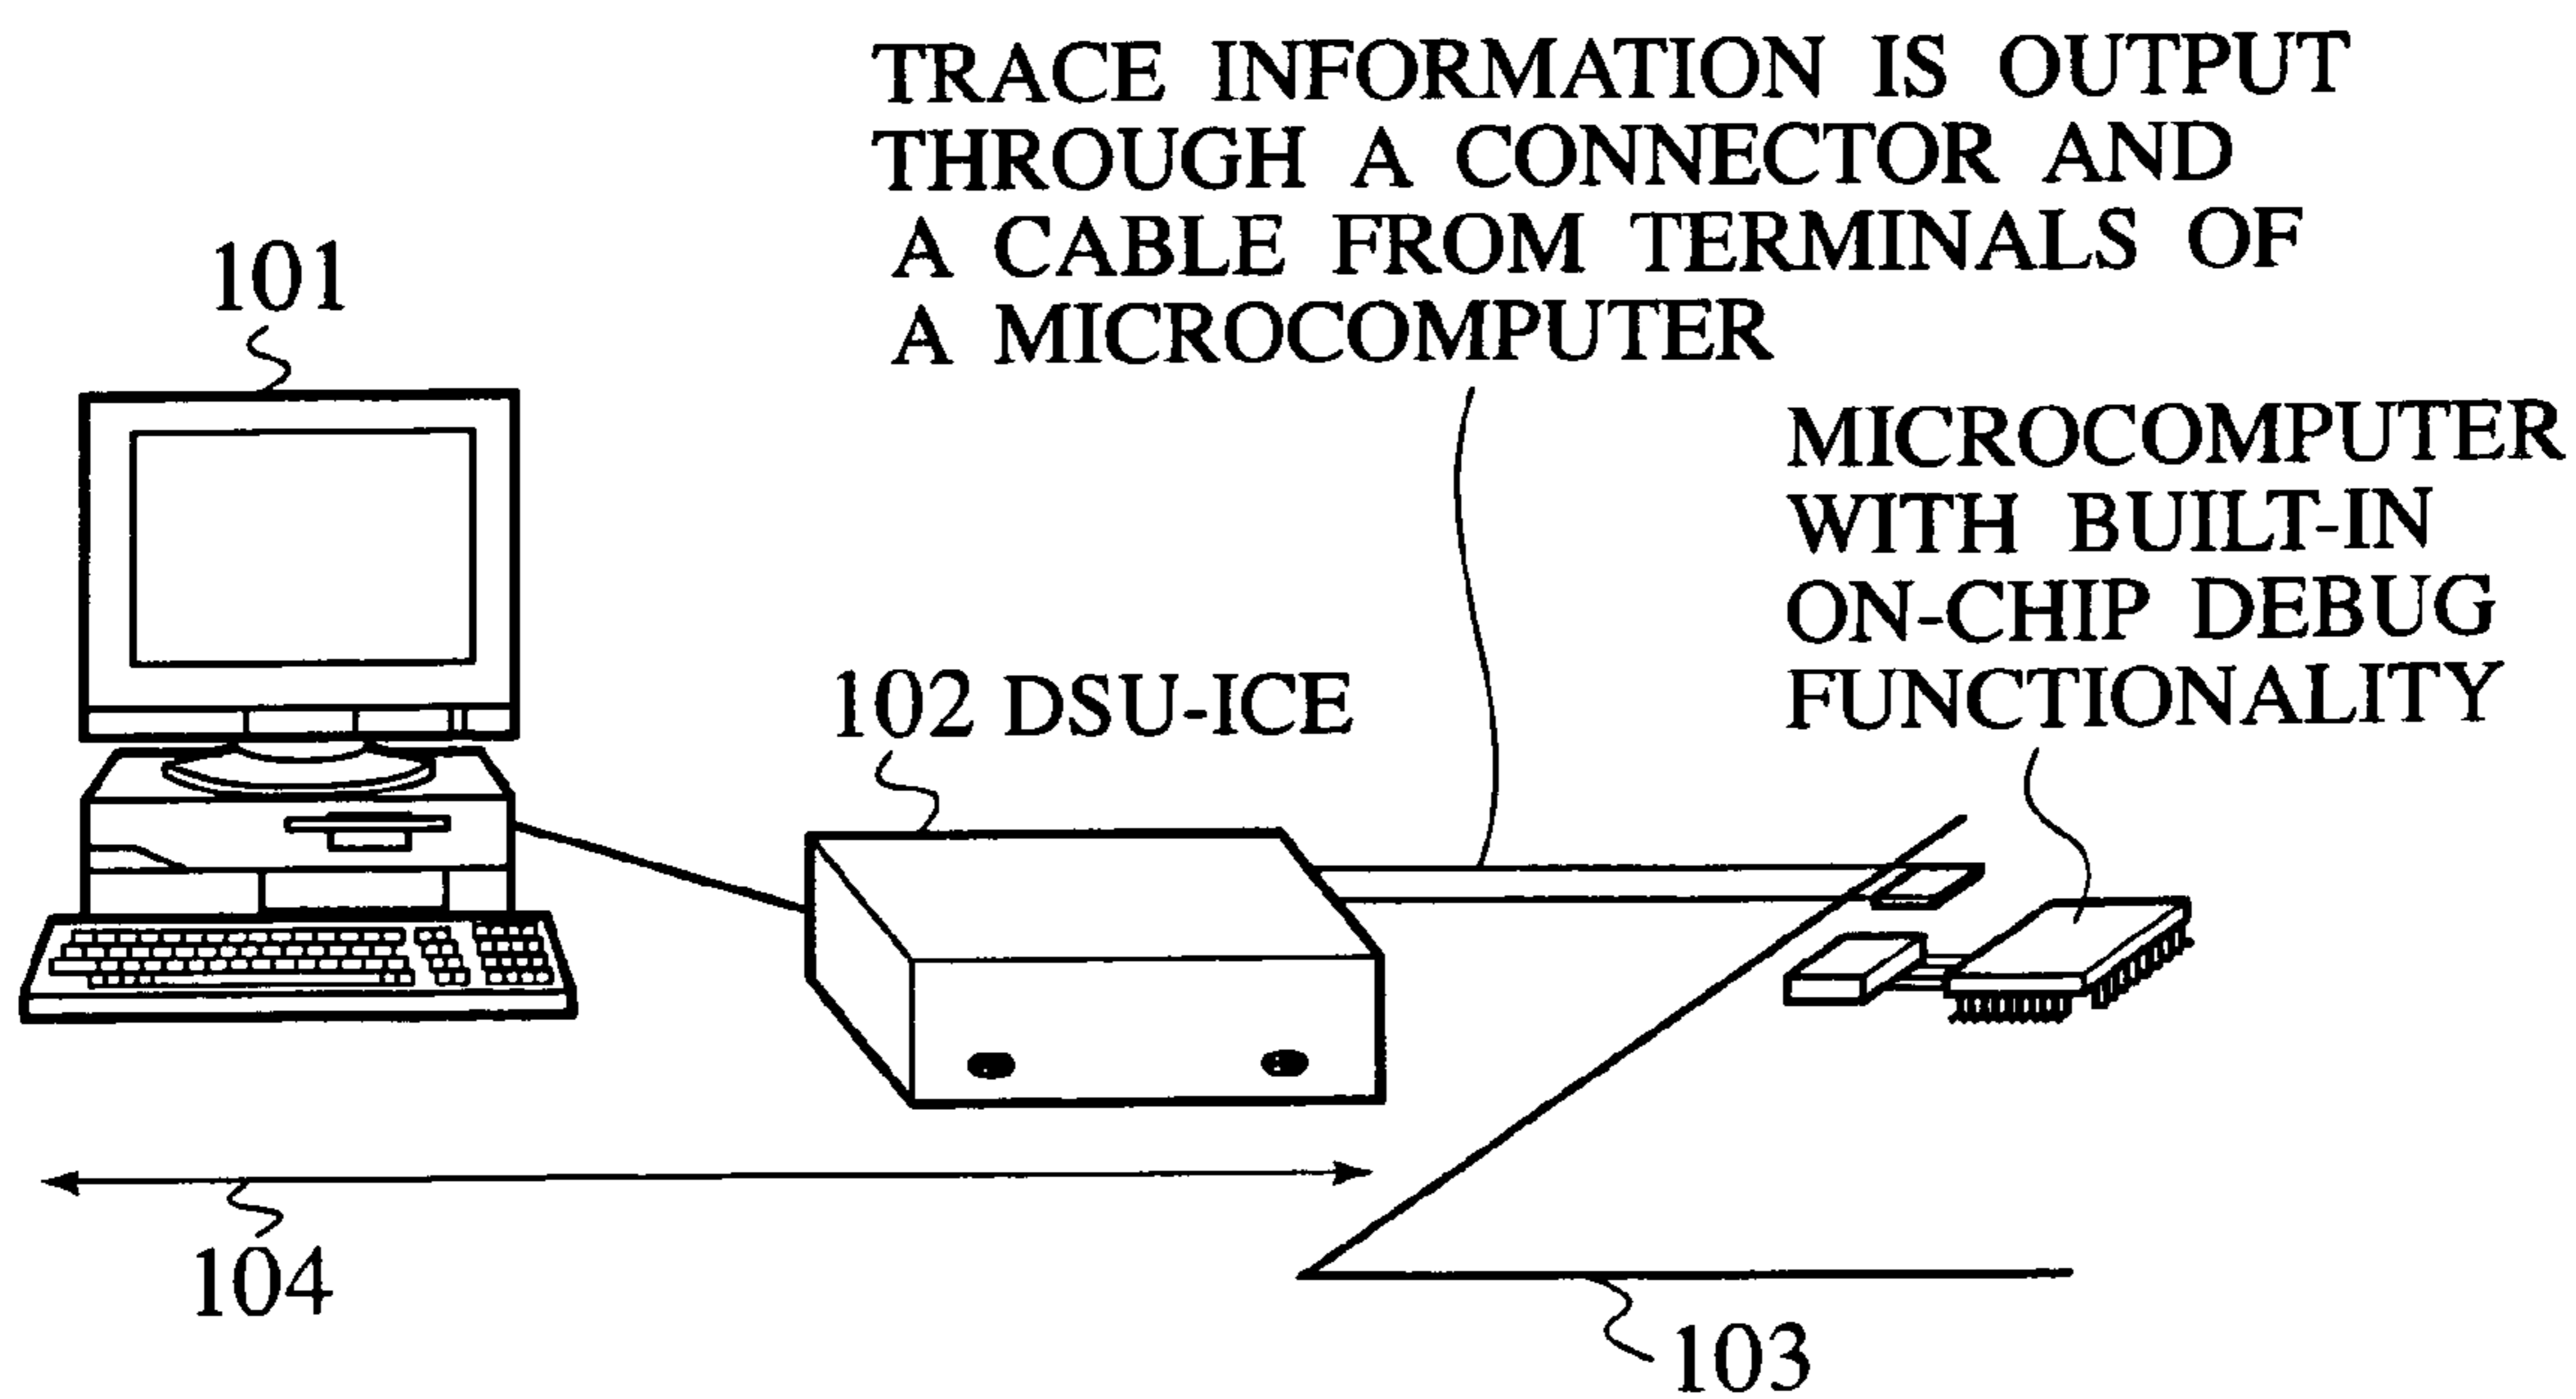 TRACE INFORMATION IS OUTPUT
THROUGH A CONNECTOR AND
A CABLE FROM TERMINALS OF
A MICROCOMPUTER
101
MICROCOMPUTER
WITH BUILT-IN
ON-CHIP DEBUG
FUNCTIONALITY
102 DSU-ICE
104
103